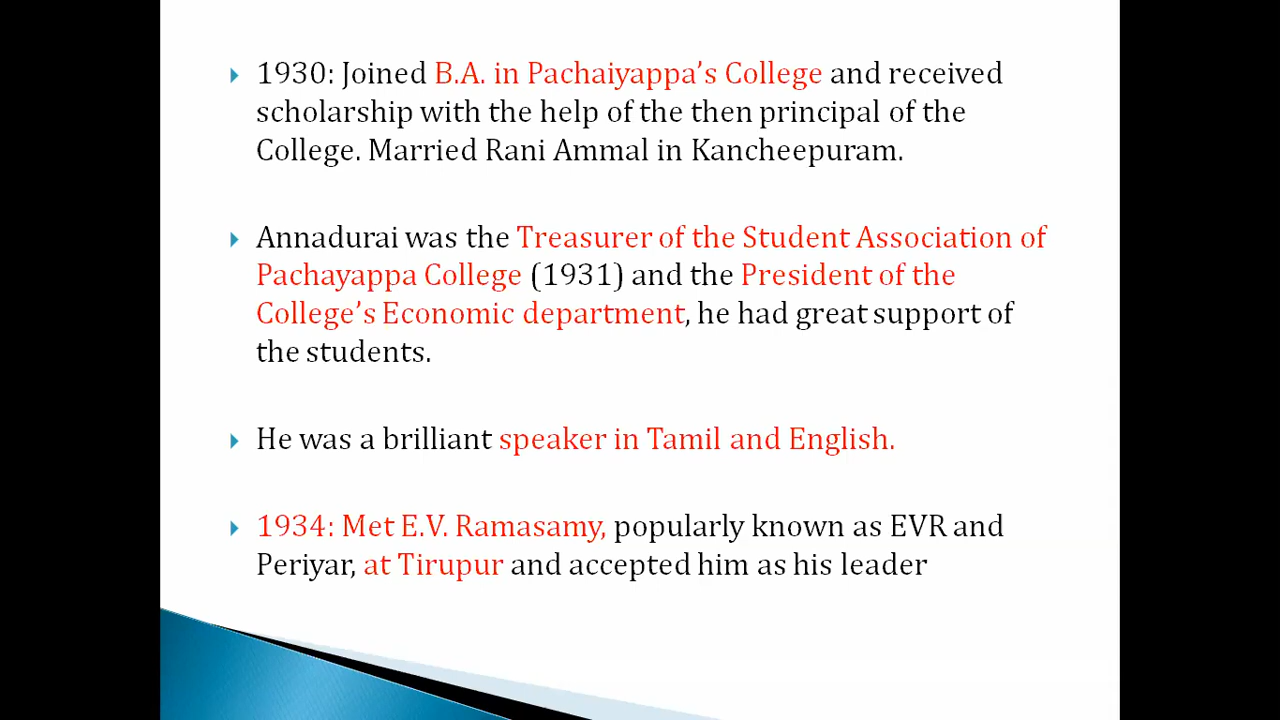 1930: Joined B.A. in Pachaiyappa’s College and received
scholarship with the help of the then principal of the
College. Married Rani Ammal in Kancheepuram.
Annadurai was the Treasurer of the Student Association of
Pachayappa College (1931) and the President of the
College’s Economic department, he had great support of
the students.
He was a brilliant speaker in Tamil and English.
1934: Met E.V. Ramasamy, popularly known as EVR and
Periyar, at Tirupur and accepted him as his leader